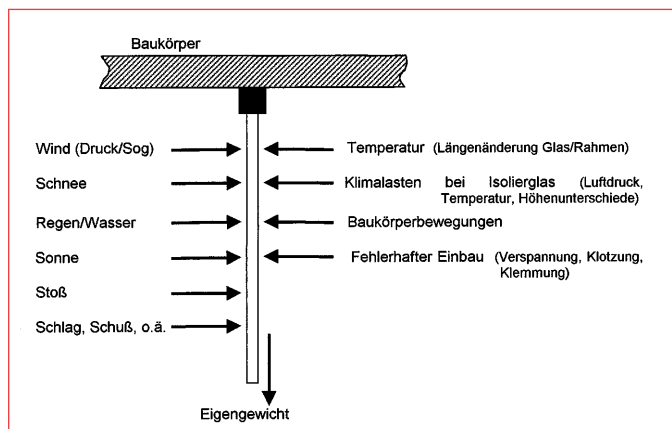 Baukörper
Wind (Druck/Sog)
Temperatur (Längenänderung Glas/Rahmen)
Schnee
Klimalasten bei Isolierglas (Luftdruck,
Temperatur, Höhenunterschiede)
Regen/Wasser
Baukörperbewegungen
Sonne
Fehlerhafter Einbau (Verspannung, Klotzung,
Klemmung)
Stoß
Schlag, Schuß, o.ä.
Eigengewicht